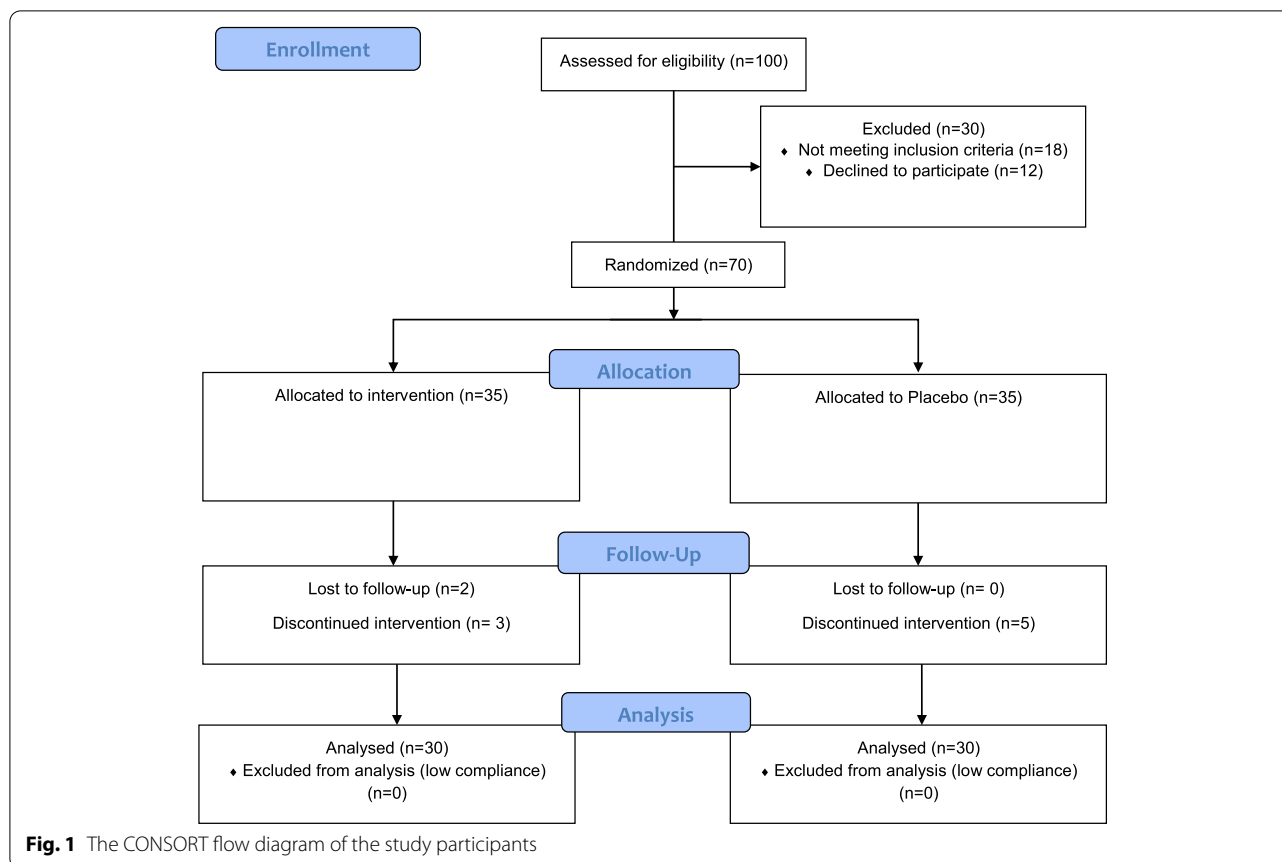 Enrollment
Assessed for eligibility (n=100)
Excluded (n=30)
♦ Not meeting inclusion criteria (n=18)
♦ Declined to participate (n=12)
Randomized (n=70)
Allocation
Allocated to intervention (n=35)
Allocated to Placebo (n=35)
Follow-Up
Lost to follow-up (n=2)
Discontinued intervention (n= 3)
Lost to follow-up (n= 0)
Discontinued intervention (n=5)
Analysis
Analysed (n=30)
♦ Excluded from analysis (low compliance)
(n=0)
Analysed (n=30)
♦ Excluded from analysis (low compliance)
(n=0)
Fig. 1 The CONSORT flow diagram of the study participants